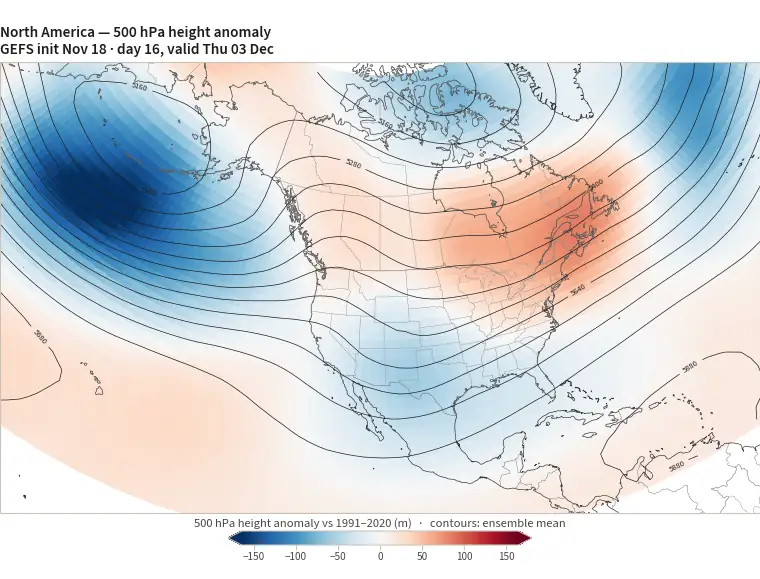 North America — 500 hPa height anomaly
GEFS init Nov 18 · day 16, valid Thu 03 Dec
5160
5160
5280
5400
5640
5880
5880
5880
500 hPa height anomaly vs 1991–2020 (m) · contours: ensemble mean
−150 −100 −50 0 50 100 150